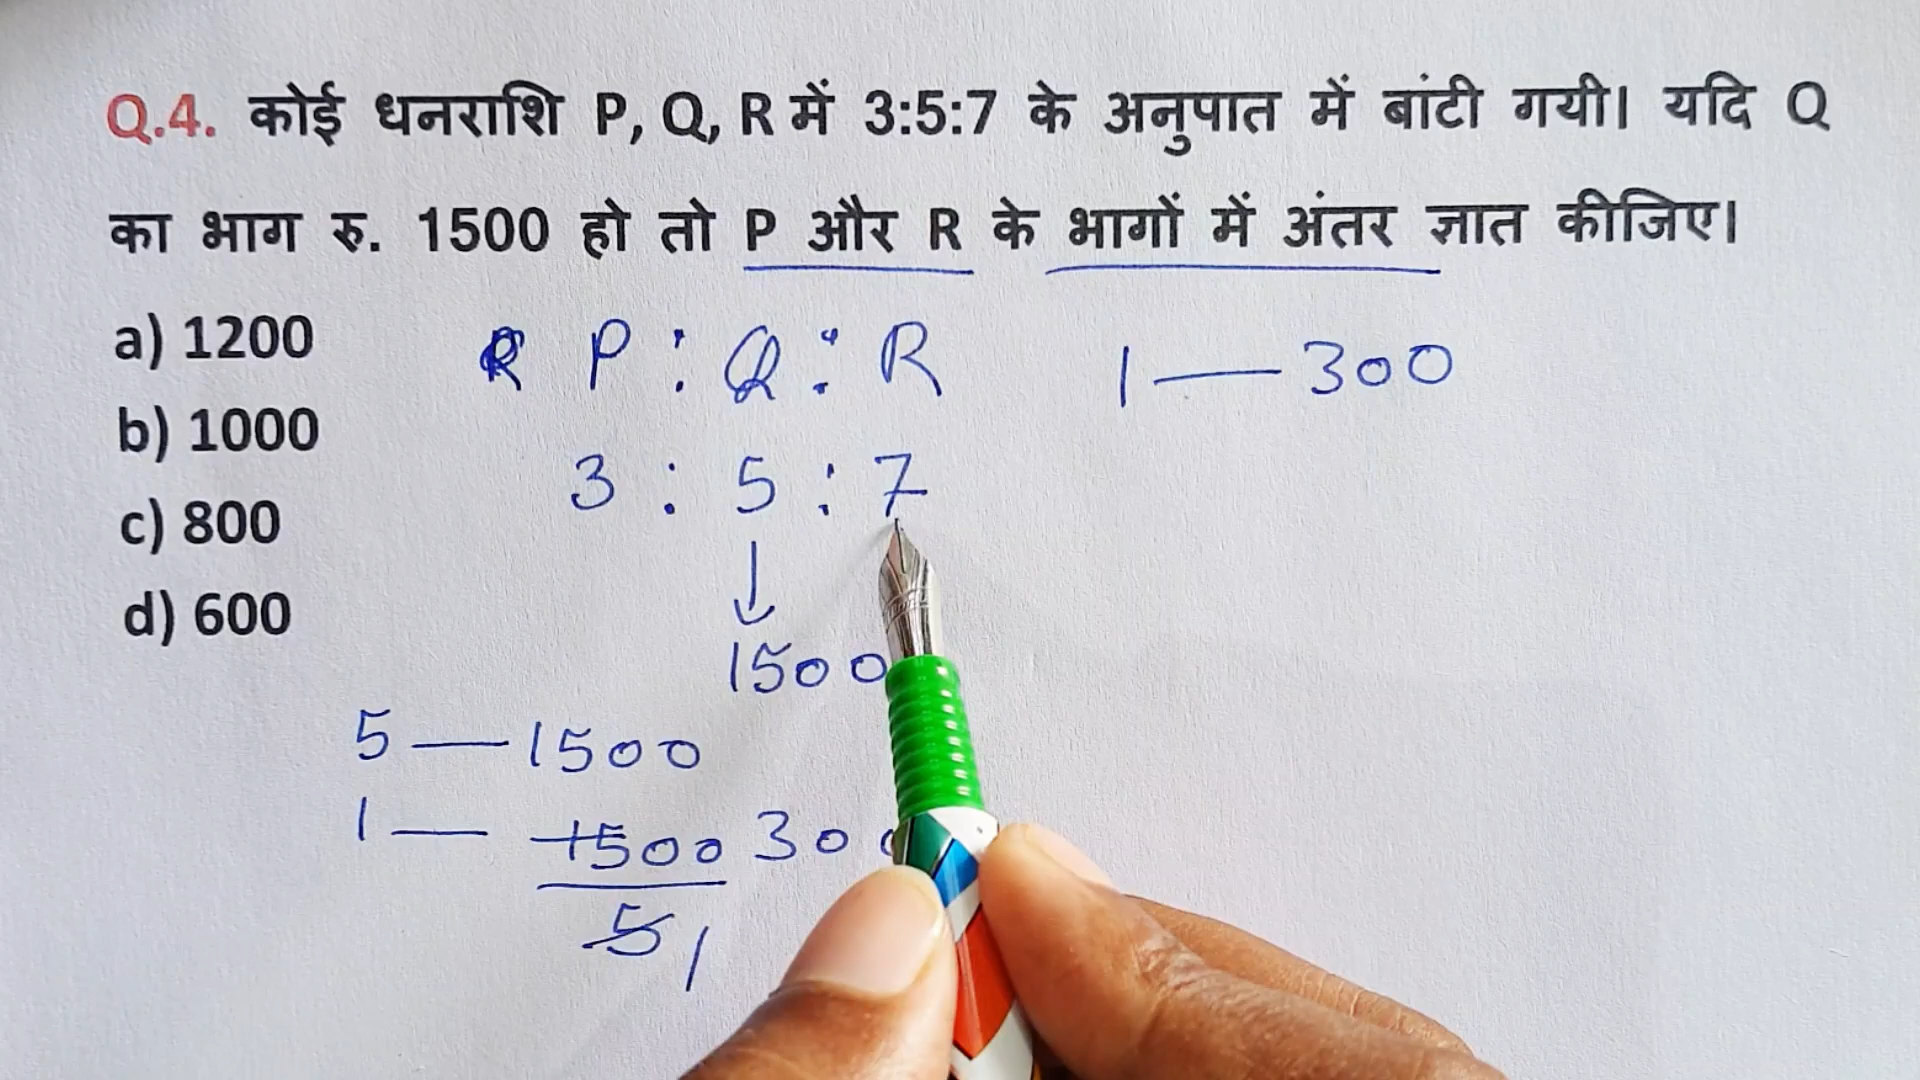 Q.4. कोई धनराशि P, Q, R में 3:5:7 के अनुपात में बांटी गयी। यदि Q
का भाग रु. 1500 हो तो P और R के भागों में अंतर ज्ञात कीजिए।
a) 1200
b) 1000
c) 800
d) 600
P : Q : R
1 — 300
3 : 5 : 7
1500
5 — 1500
1 — 1500 300
5 1